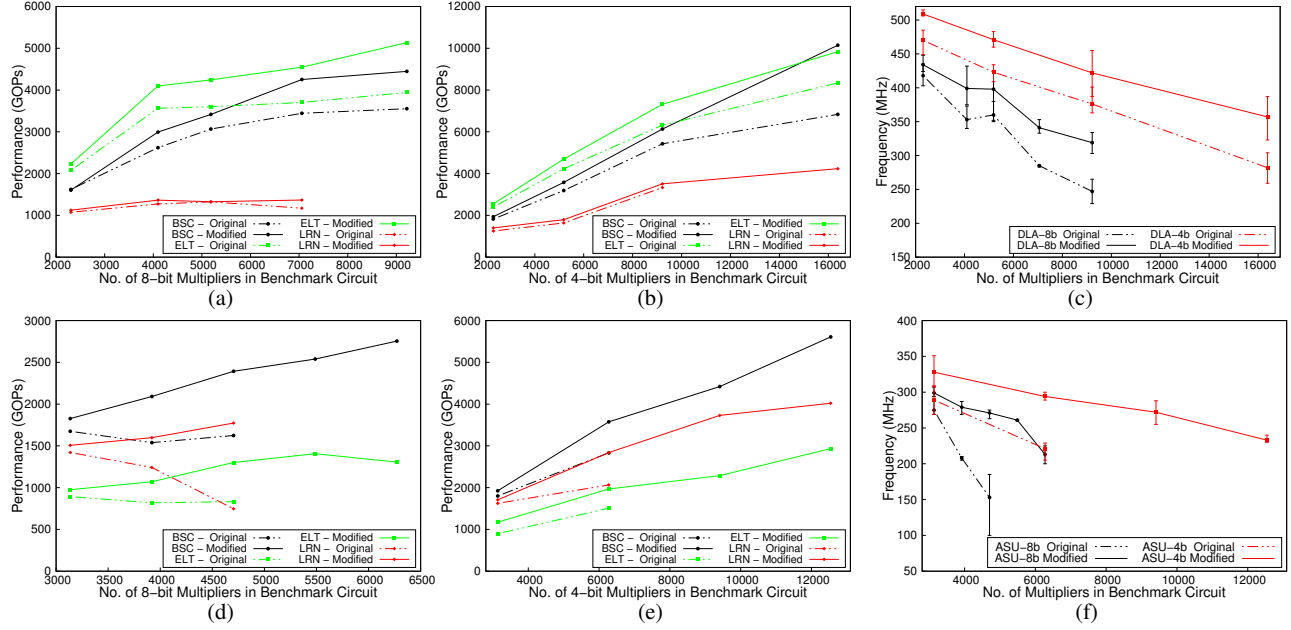 Performance (GOPs)
6000
5000
4000
3000
2000
1000
0
BSC – Original
BSC – Modified
ELT – Original
ELT – Modified
LRN – Original
LRN – Modified
2000 3000 4000 5000 6000 7000 8000 9000
No. of 8-bit Multipliers in Benchmark Circuit
(a)
Performance (GOPs)
12000
10000
8000
6000
4000
2000
0
BSC – Original
BSC – Modified
ELT – Original
ELT – Modified
LRN – Original
LRN – Modified
2000 4000 6000 8000 10000 12000 14000 16000
No. of 4-bit Multipliers in Benchmark Circuit
(b)
Frequency (MHz)
500
450
400
350
300
250
200
150
DLA-8b Original
DLA-8b Modified
DLA-4b Original
DLA-4b Modified
2000 4000 6000 8000 10000 12000 14000 16000
No. of Multipliers in Benchmark Circuit
(c)
Performance (GOPs)
3000
2500
2000
1500
1000
500
0
BSC – Original
BSC – Modified
ELT – Original
ELT – Modified
LRN – Original
LRN – Modified
3000 3500 4000 4500 5000 5500 6000 6500
No. of 8-bit Multipliers in Benchmark Circuit
(d)
Performance (GOPs)
6000
5000
4000
3000
2000
1000
0
BSC – Original
BSC – Modified
ELT – Original
ELT – Modified
LRN – Original
LRN – Modified
4000 6000 8000 10000 12000
No. of 4-bit Multipliers in Benchmark Circuit
(e)
Frequency (MHz)
400
350
300
250
200
150
100
50
ASU-8b Original
ASU-8b Modified
ASU-4b Original
ASU-4b Modified
4000 6000 8000 10000 12000
No. of Multipliers in Benchmark Circuit
(f)